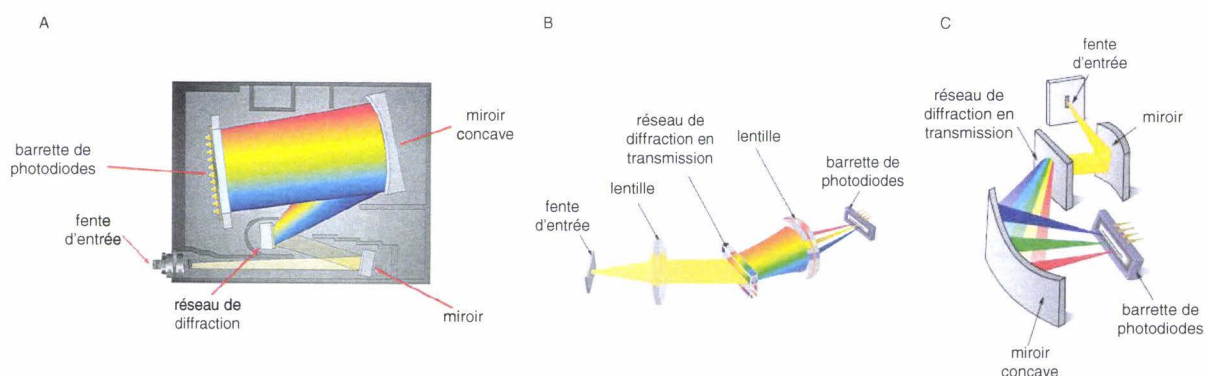 A
barrette de
photodiodes
fente
d'entrée
réseau de
diffraction
miroir
miroir
concave
B
fente
d'entrée
lentille
réseau de
diffraction en
transmission
lentille
barrette de
photodiodes
C
fente
d'entrée
réseau de
diffraction en
transmission
miroir
barrette de
photodiodes
miroir
concave